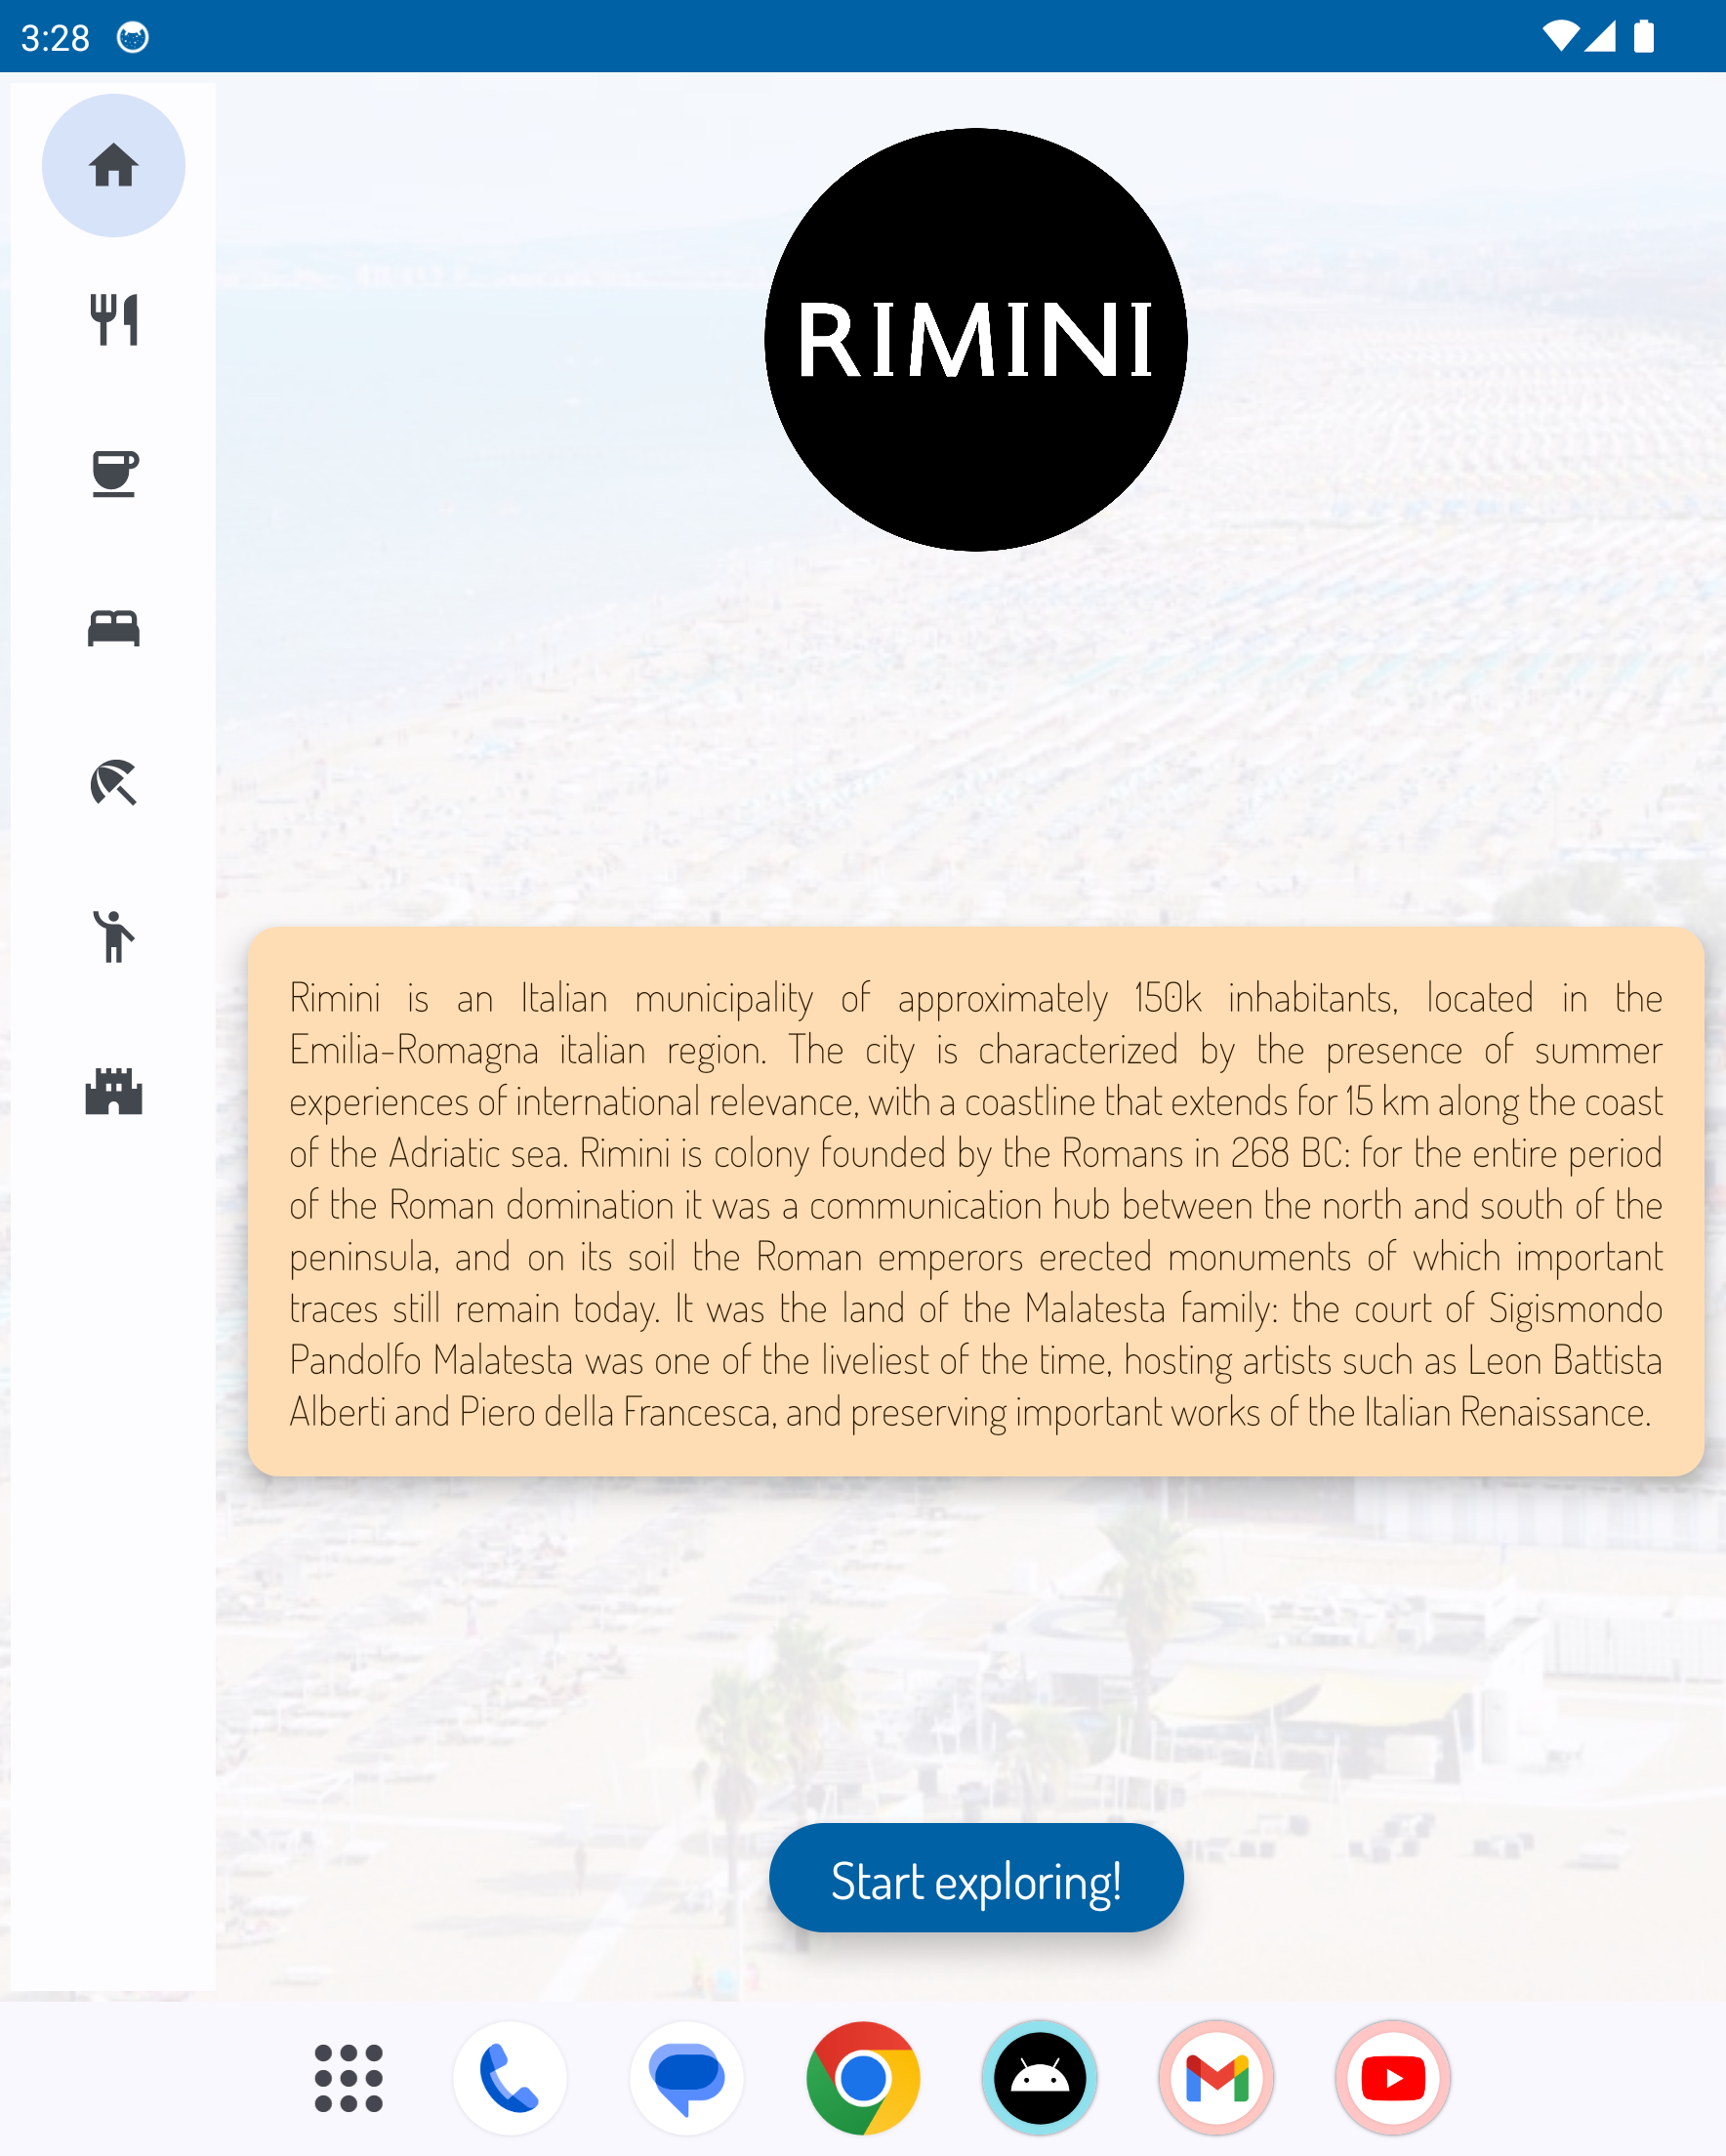 3:28
RIMINI
Rimini is an Italian municipality of approximately 150k inhabitants, located in the
Emilia-Romagna italian region. The city is characterized by the presence of summer
experiences of international relevance, with a coastline that extends for 15 km along the coast
of the Adriatic sea. Rimini is colony founded by the Romans in 268 BC: for the entire period
of the Roman domination it was a communication hub between the north and south of the
peninsula, and on its soil the Roman emperors erected monuments of which important
traces still remain today. It was the land of the Malatesta family: the court of Sigismondo
Pandolfo Malatesta was one of the liveliest of the time, hosting artists such as Leon Battista
Alberti and Piero della Francesca, and preserving important works of the Italian Renaissance.
Start exploring!